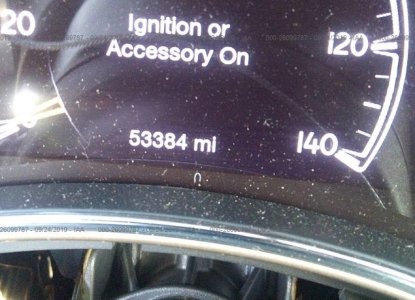 20
Ignition or
Accessory On
120
53384 mi
140